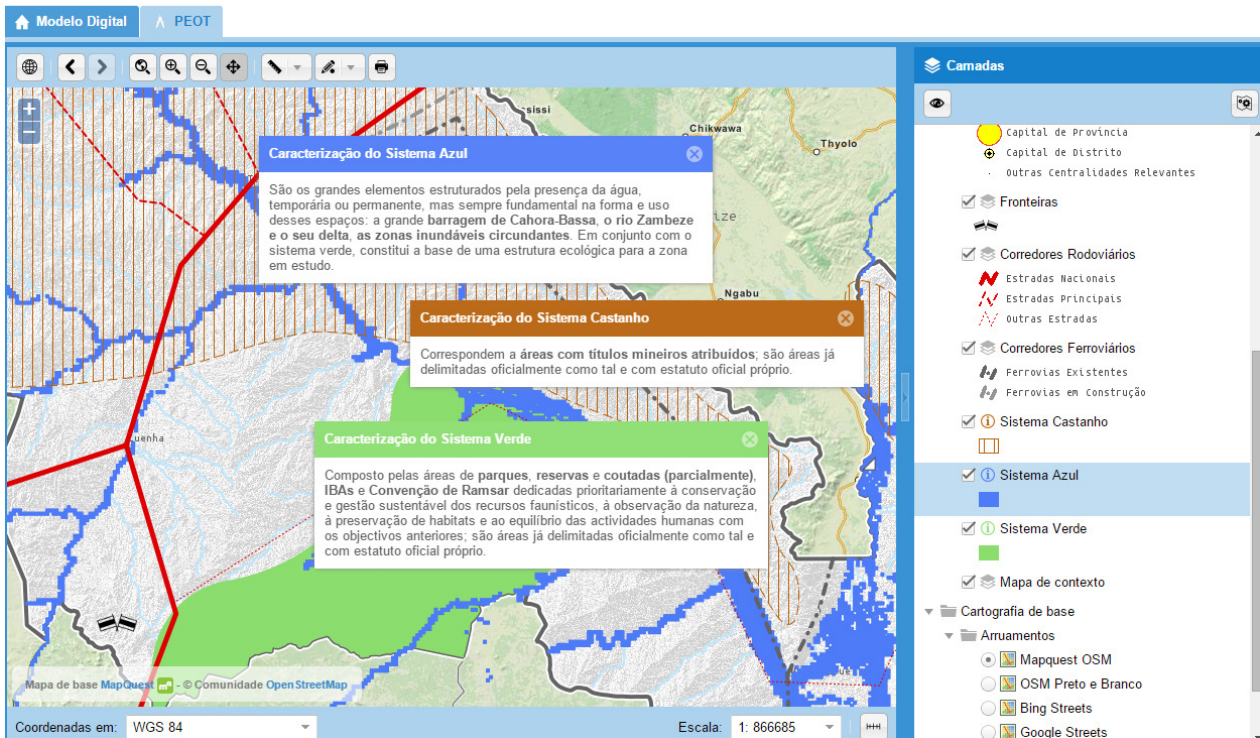 Modelo Digital
PEOT
sissi
Chikwawa
Thyolo
Caracterização do Sistema Azul
São os grandes elementos estruturados pela presença da água,
temporária ou permanente, mas sempre fundamental na forma e uso
desses espaços: a grande barragem de Cahora-Bassa, o rio Zambeze
e o seu delta, as zonas inundáveis circundantes. Em conjunto com o
sistema verde, constitui a base de uma estrutura ecológica para a zona
em estudo.
ize
Ngabu
Caracterização do Sistema Castanho
Correspondem a áreas com títulos mineiros atribuídos; são áreas já
delimitadas oficialmente como tal e com estatuto oficial próprio.
uenha
Caracterização do Sistema Verde
Composto pelas áreas de parques, reservas e coutadas (parcialmente),
IBAs e Convenção de Ramsar dedicadas prioritariamente à conservação
e gestão sustentável dos recursos faunísticos, à observação da natureza,
à preservação de habitats e ao equilíbrio das actividades humanas com
os objectivos anteriores; são áreas já delimitadas oficialmente como tal e
com estatuto oficial próprio.
Mapa de base MapQuest - © Comunidade OpenStreetMap
Coordenadas em: WGS 84
Escala: 1: 866685
Camadas
Capital de Província
Capital de Distrito
Outras Centralidades Relevantes
Fronteiras
Corredores Rodoviários
Estradas Nacionais
Estradas Principais
Outras Estradas
Corredores Ferroviários
Ferrovias Existentes
Ferrovias em Construção
Sistema Castanho
Sistema Azul
Sistema Verde
Mapa de contexto
Cartografia de base
Arruamentos
Mapquest OSM
OSM Preto e Branco
Bing Streets
Google Streets